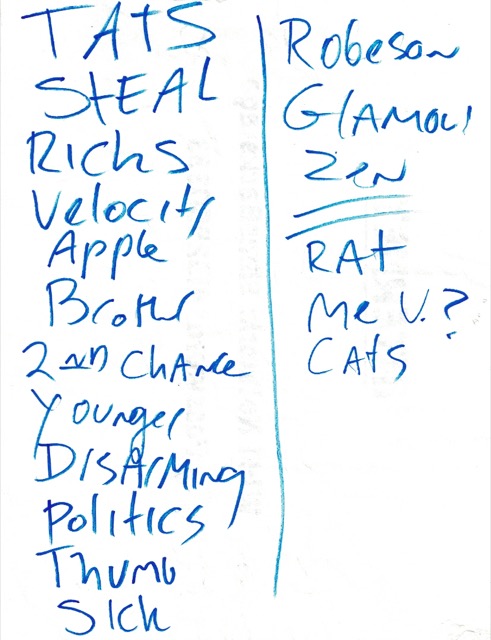 TATS
STEAL
Richs
Velocity
Apple
Brother
2nd Chance
Younger
Disarming
Politics
Thumb
Sick
Robeson
Glamour
Zen
RAT
Me V.?
CATS